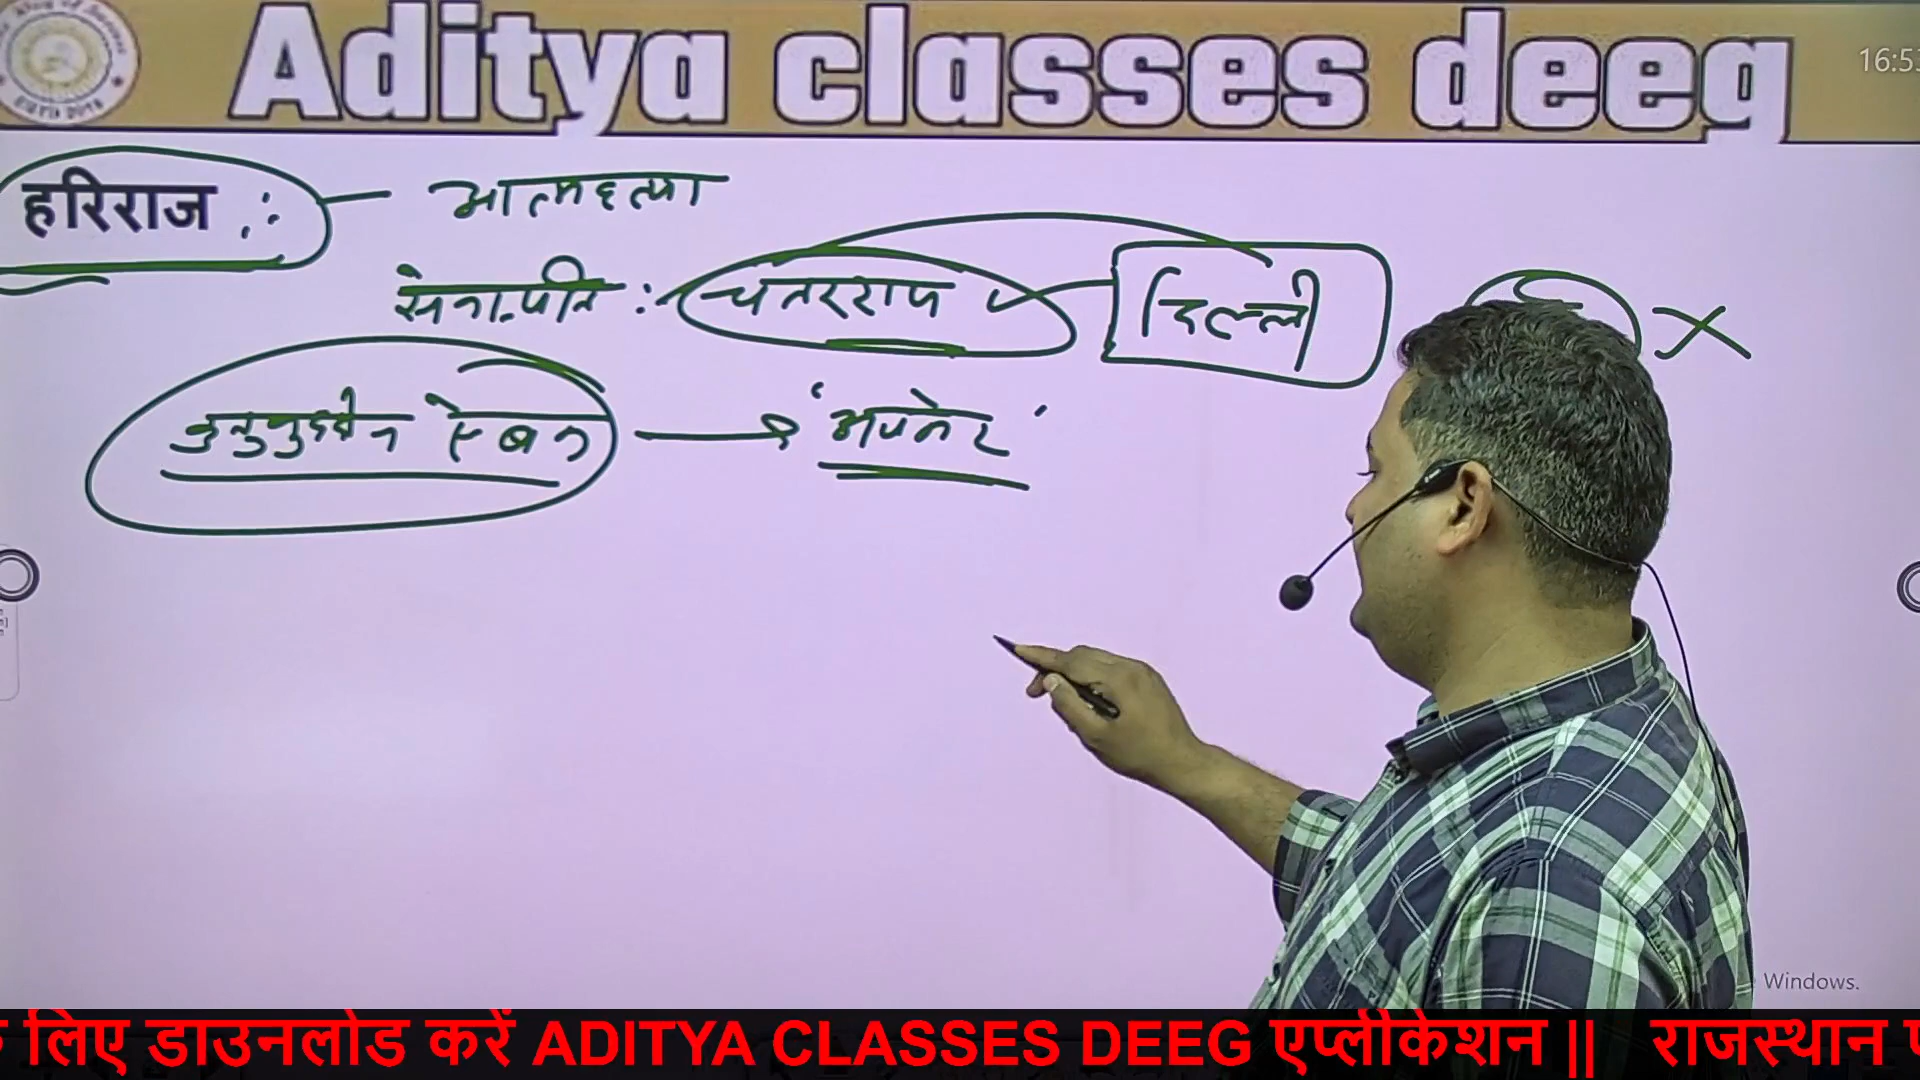 Aditya classes deeg
16:53
हरिराज :- आत्महत्या
सेनापति : चतरराज दिल्ली ×
कुतुबुद्दीन ऐबक → 'अजमेर'
Windows.
लिए डाउनलोड करें ADITYA CLASSES DEEG एप्लीकेशन || राजस्थान